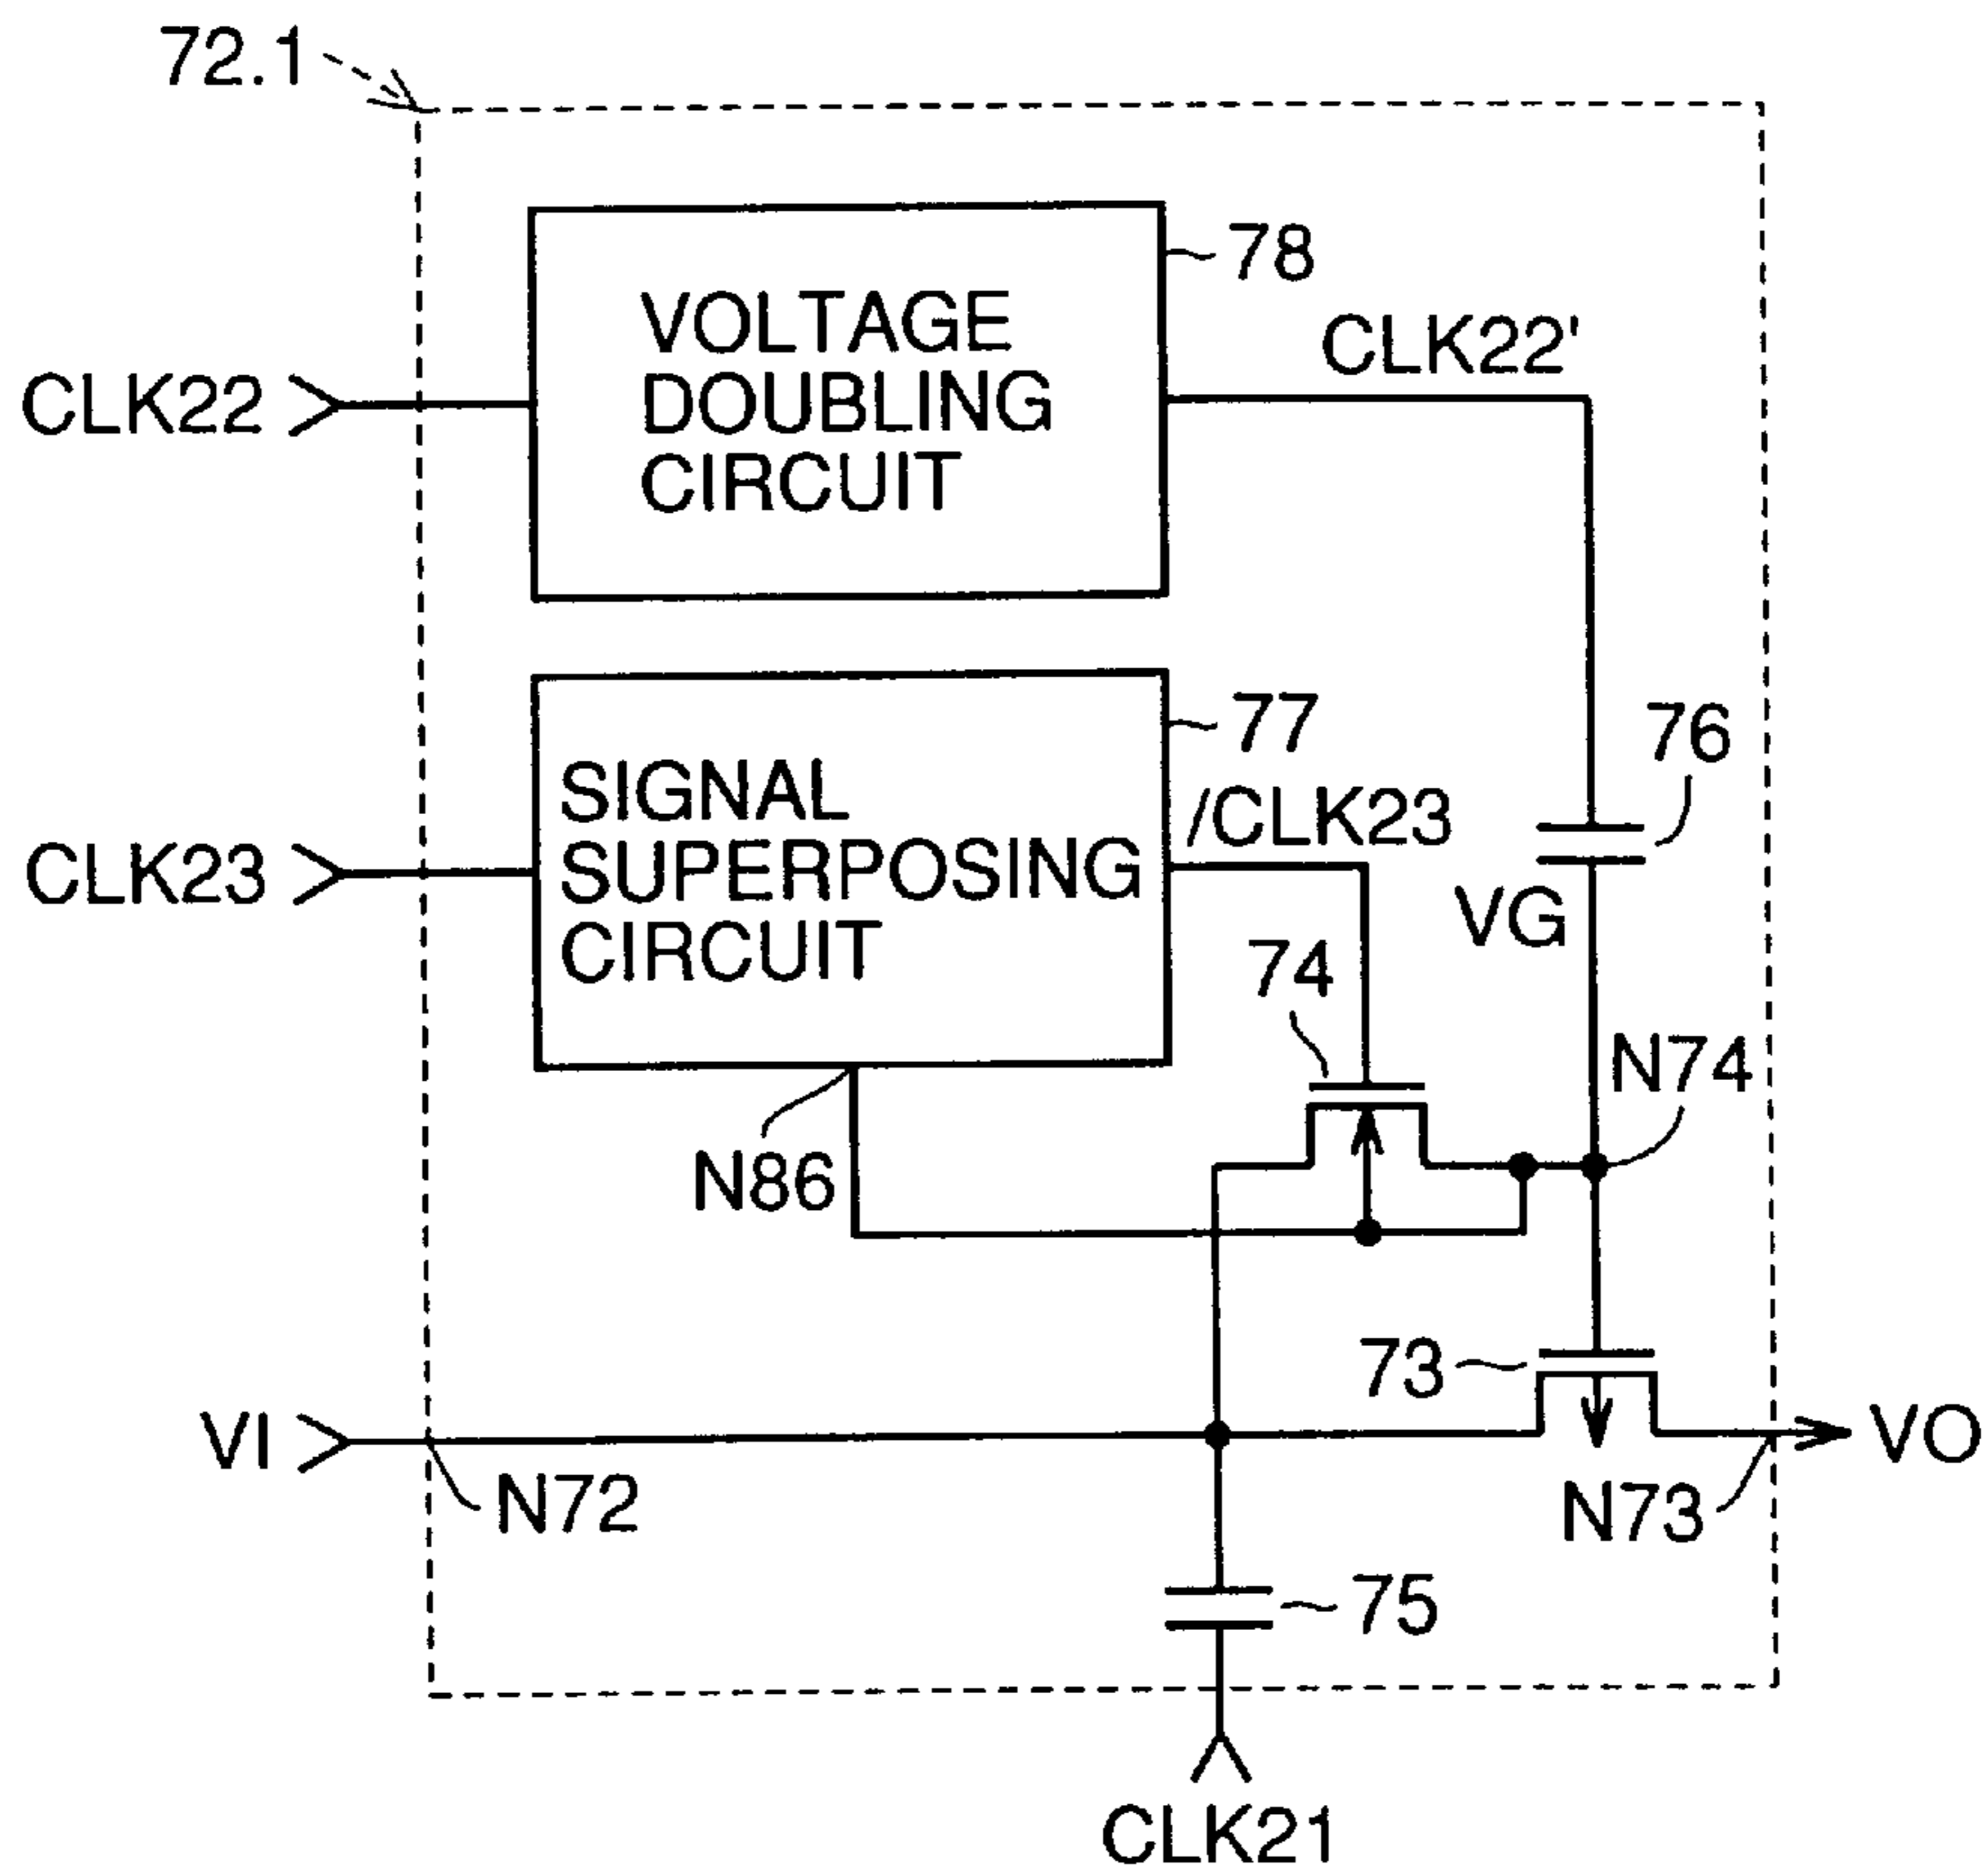 72.1
78
VOLTAGE
DOUBLING
CIRCUIT
CLK22'
CLK22
77
76
SIGNAL
SUPERPOSING
CIRCUIT
/CLK23
CLK23
VG
74
N74
N86
73
VI
VO
N72
N73
75
CLK21